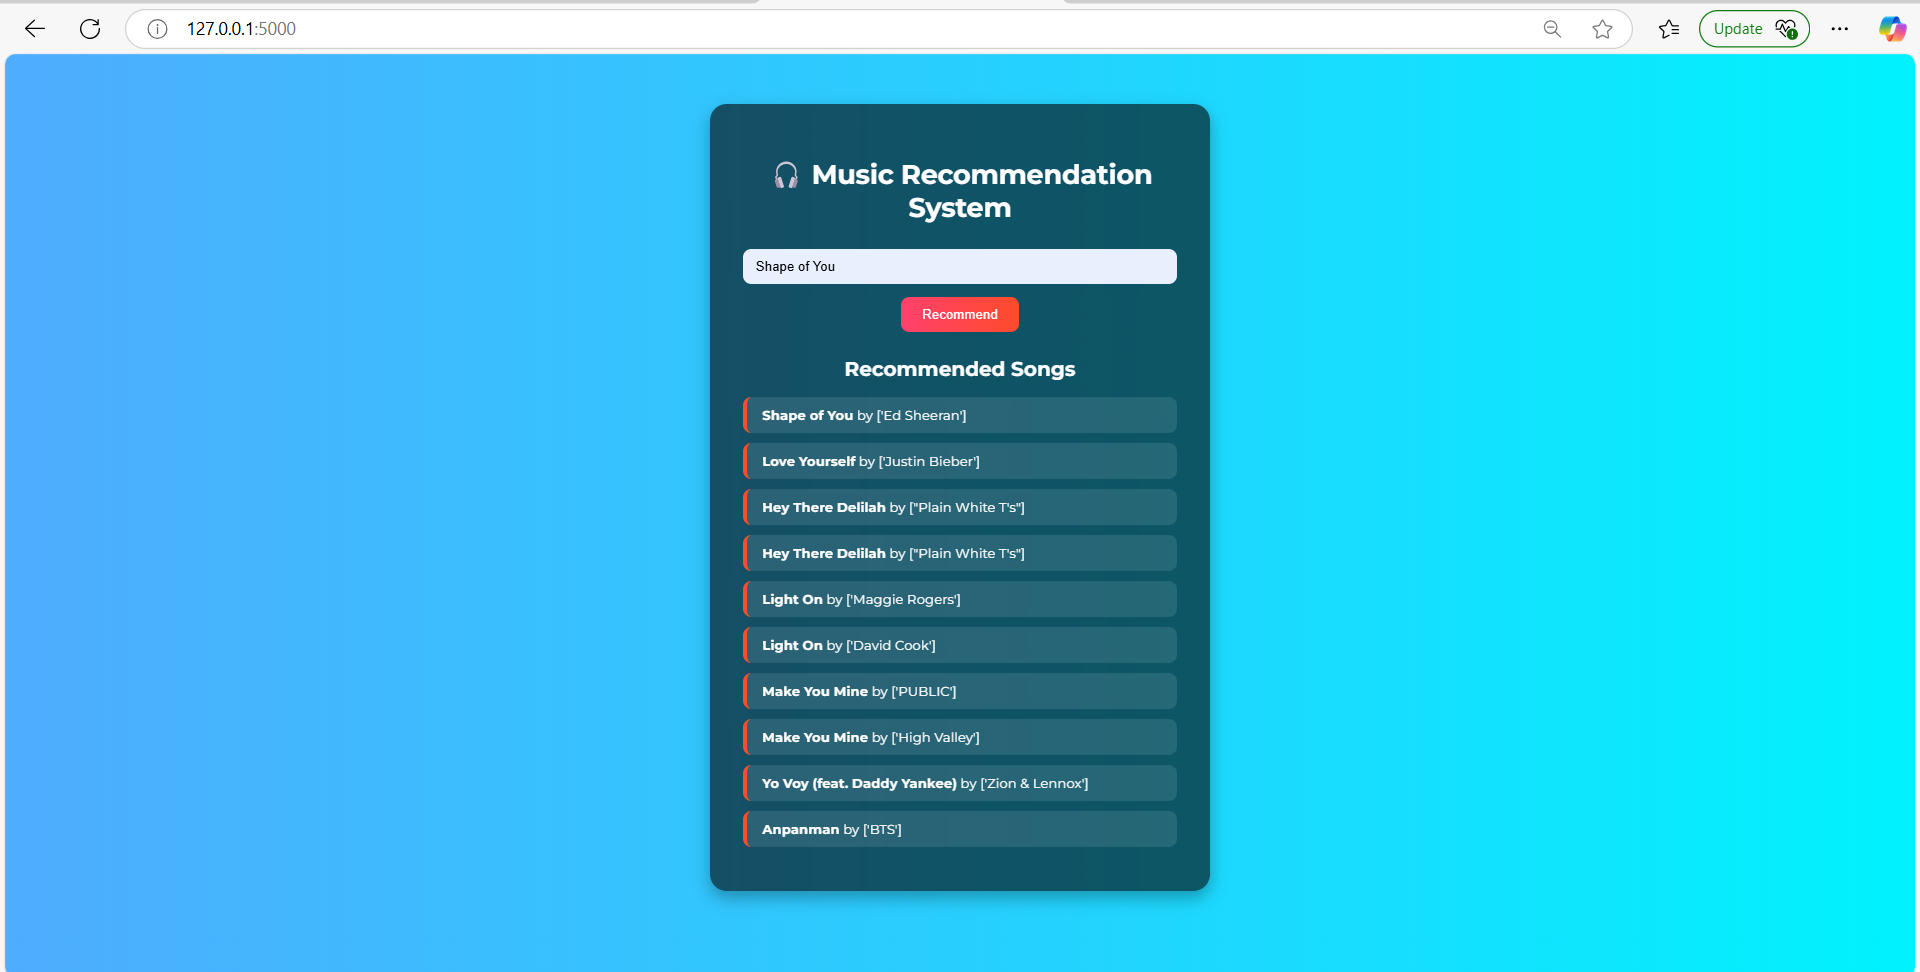 127.0.0.1:5000
Update
🎧 Music Recommendation
System
Shape of You
Recommend
Recommended Songs
Shape of You by ['Ed Sheeran']
Love Yourself by ['Justin Bieber']
Hey There Delilah by ["Plain White T's"]
Hey There Delilah by ["Plain White T's"]
Light On by ['Maggie Rogers']
Light On by ['David Cook']
Make You Mine by ['PUBLIC']
Make You Mine by ['High Valley']
Yo Voy (feat. Daddy Yankee) by ['Zion & Lennox']
Anpanman by ['BTS']